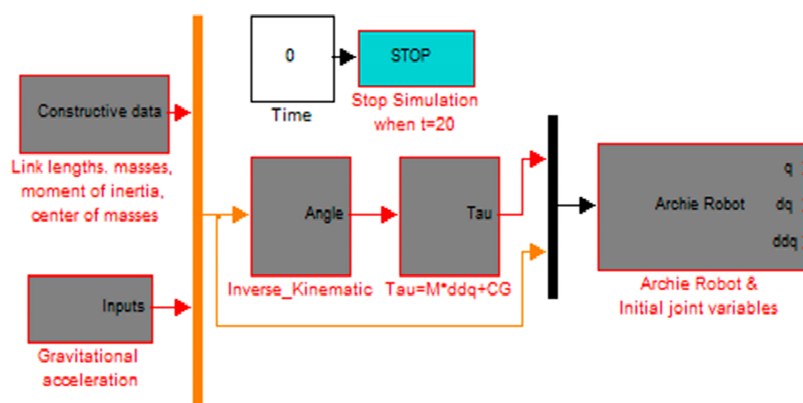 0
Time
STOP
Stop Simulation
when t=20
Constructive data
Link lengths. masses,
moment of inertia,
center of masses
Angle
Inverse_Kinematic
Tau
Tau=M*ddq+CG
q
Archie Robot
dq
ddq
Archie Robot &
Initial joint variables
Inputs
Gravitational
acceleration